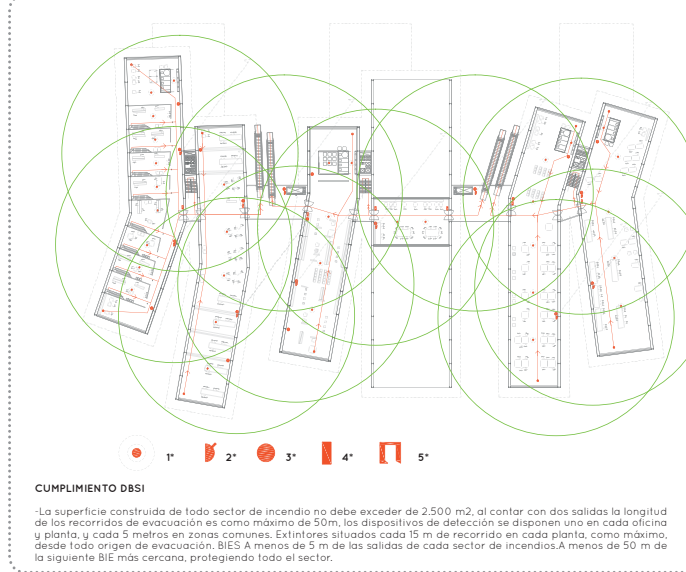 1* 2* 3* 4* 5*
CUMPLIMIENTO DBSI
-La superficie construida de todo sector de incendio no debe exceder de 2.500 m2, al contar con dos salidas la longitud
de los recorridos de evacuación es como máximo de 50m, los dispositivos de detección se disponen uno en cada oficina
y planta, y cada 5 metros en zonas comunes. Extintores situados cada 15 m de recorrido en cada planta, como máximo,
desde todo origen de evacuación. BIES A menos de 5 m de las salidas de cada sector de incendios.A menos de 50 m de
la siguiente BIE más cercana, protegiendo todo el sector.